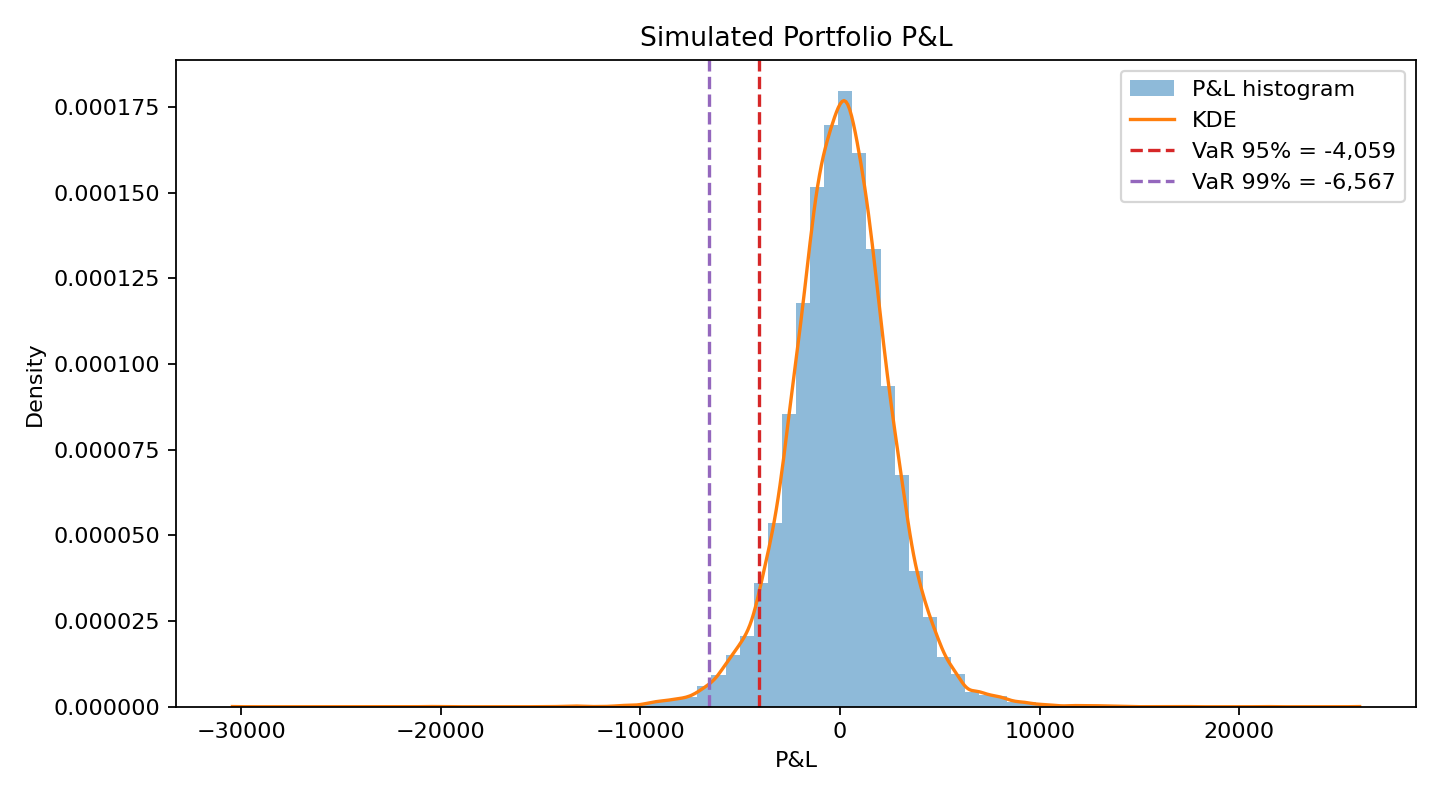 Simulated Portfolio P&L
P&L histogram
KDE
VaR 95% = -4,059
VaR 99% = -6,567
0.000175
0.000150
0.000125
0.000100
0.000075
0.000050
0.000025
0.000000
Density
−30000
−20000
−10000
0
10000
20000
P&L